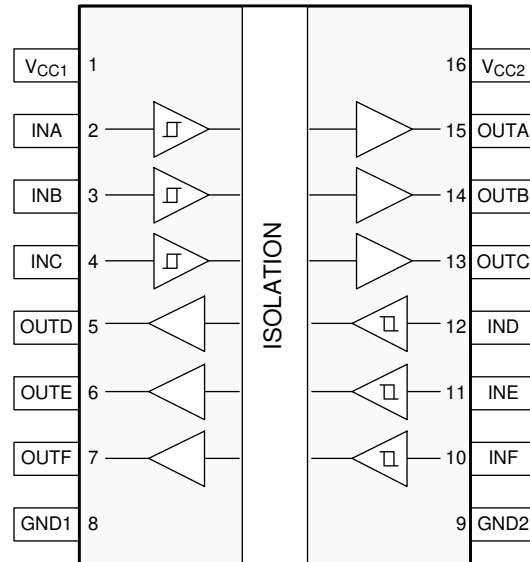 VCC1 1 16 VCC2
INA 2 15 OUTA
INB 3 14 OUTB
INC 4 13 OUTC
OUTD 5 12 IND
OUTE 6 11 INE
OUTF 7 10 INF
GND1 8 9 GND2
ISOLATION